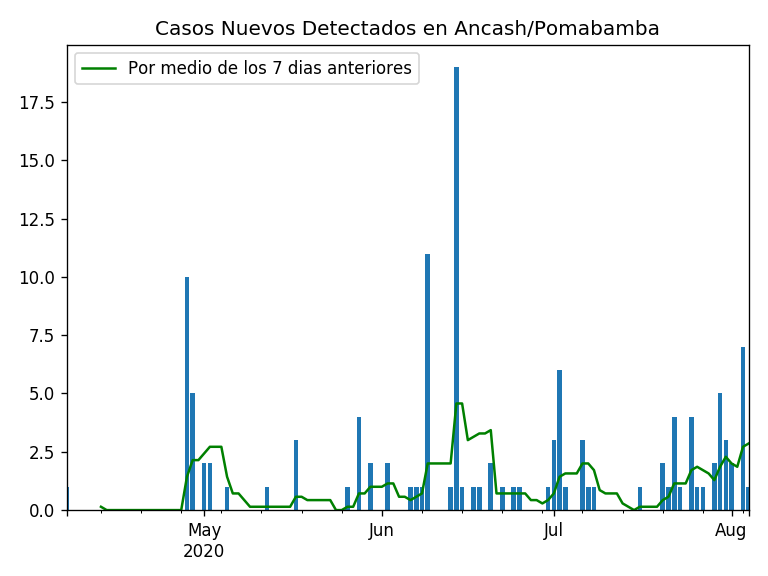 Casos Nuevos Detectados en Ancash/Pomabamba
Por medio de los 7 dias anteriores
17.5
15.0
12.5
10.0
7.5
5.0
2.5
0.0
May
2020
Jun
Jul
Aug